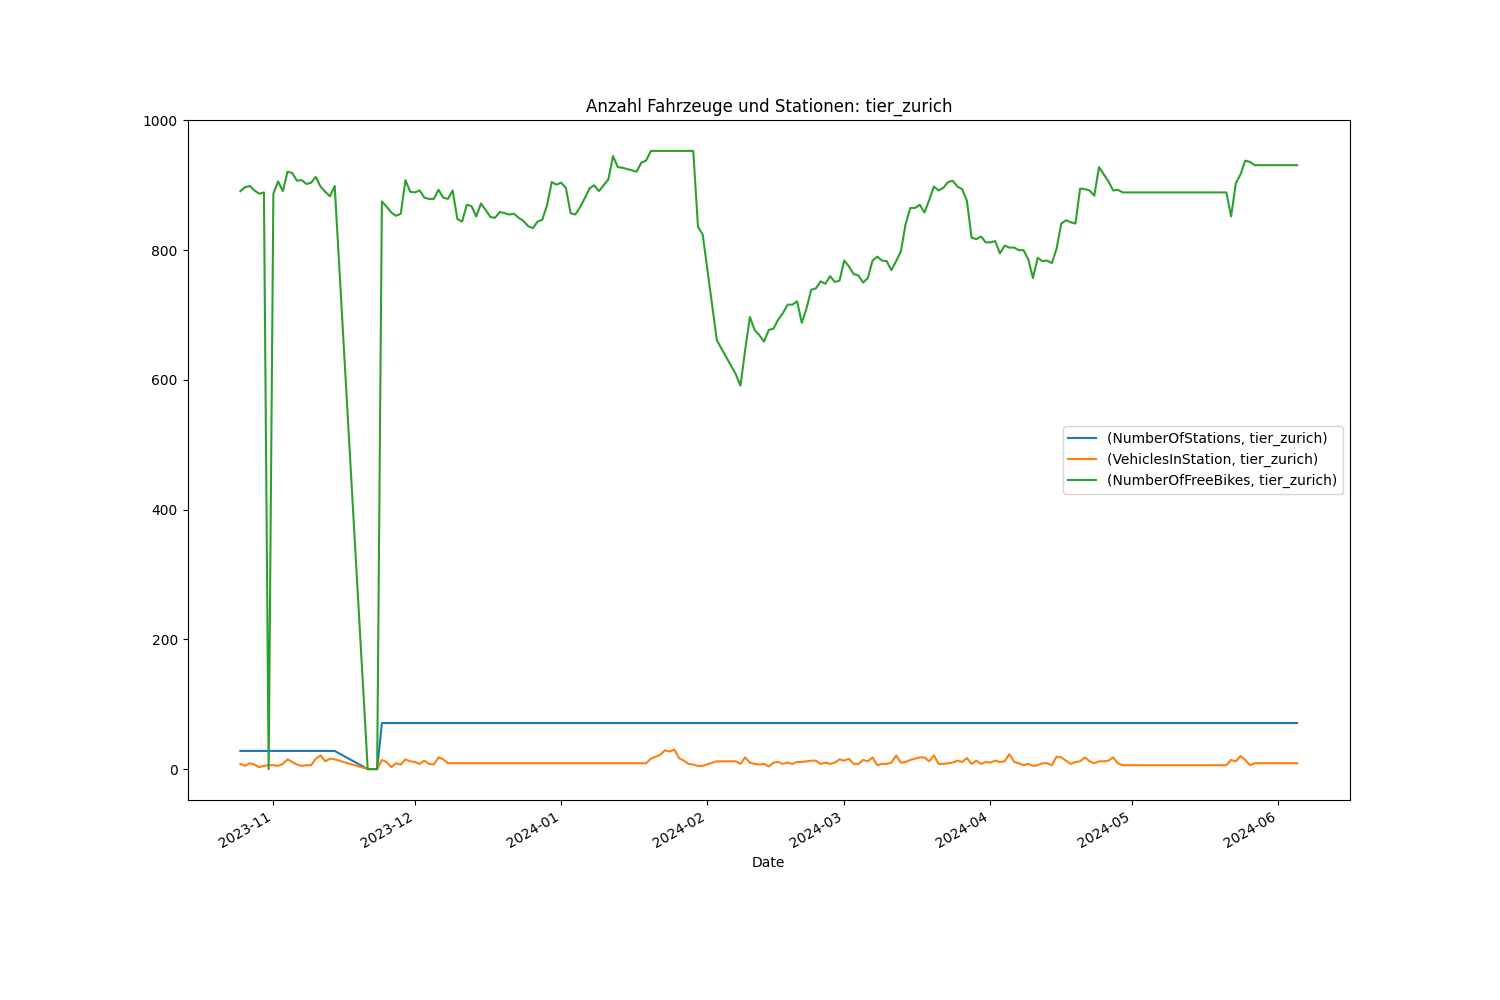 Anzahl Fahrzeuge und Stationen: tier_zurich
1000
800
600
400
200
0
(NumberOfStations, tier_zurich)
(VehiclesInStation, tier_zurich)
(NumberOfFreeBikes, tier_zurich)
2023-11
2023-12
2024-01
2024-02
2024-03
2024-04
2024-05
2024-06
Date